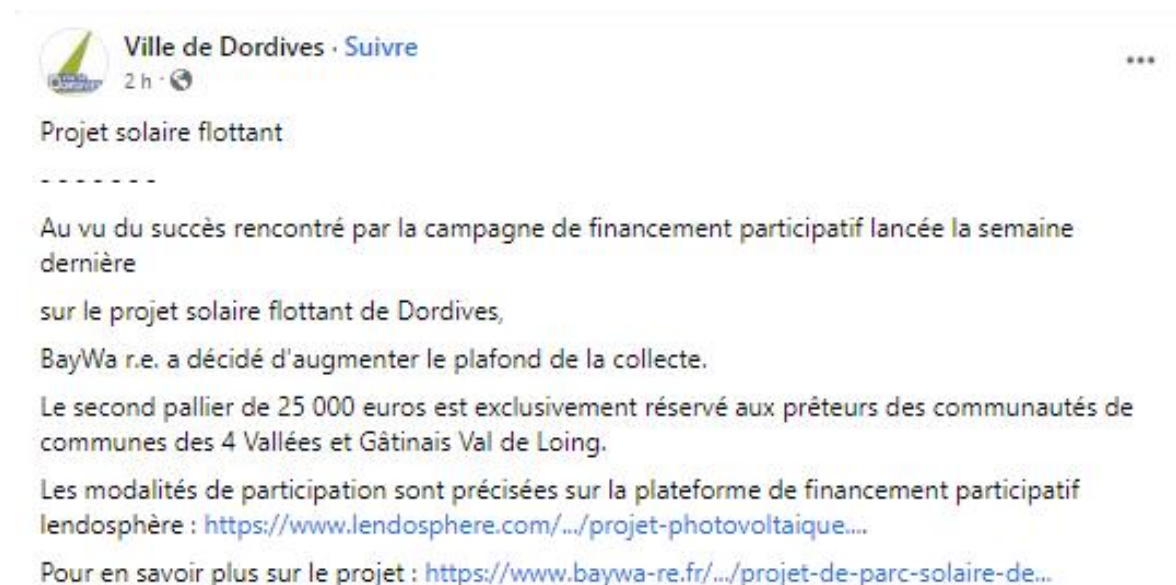 Ville de Dordives · Suivre
2 h ·
Projet solaire flottant
- - - - - - -
Au vu du succès rencontré par la campagne de financement participatif lancée la semaine
dernière
sur le projet solaire flottant de Dordives,
BayWa r.e. a décidé d'augmenter le plafond de la collecte.
Le second pallier de 25 000 euros est exclusivement réservé aux prêteurs des communautés de
communes des 4 Vallées et Gâtinais Val de Loing.
Les modalités de participation sont précisées sur la plateforme de financement participatif
lendosphère : https://www.lendosphere.com/.../projet-photovoltaique....
Pour en savoir plus sur le projet : https://www.baywa-re.fr/.../projet-de-parc-solaire-de...